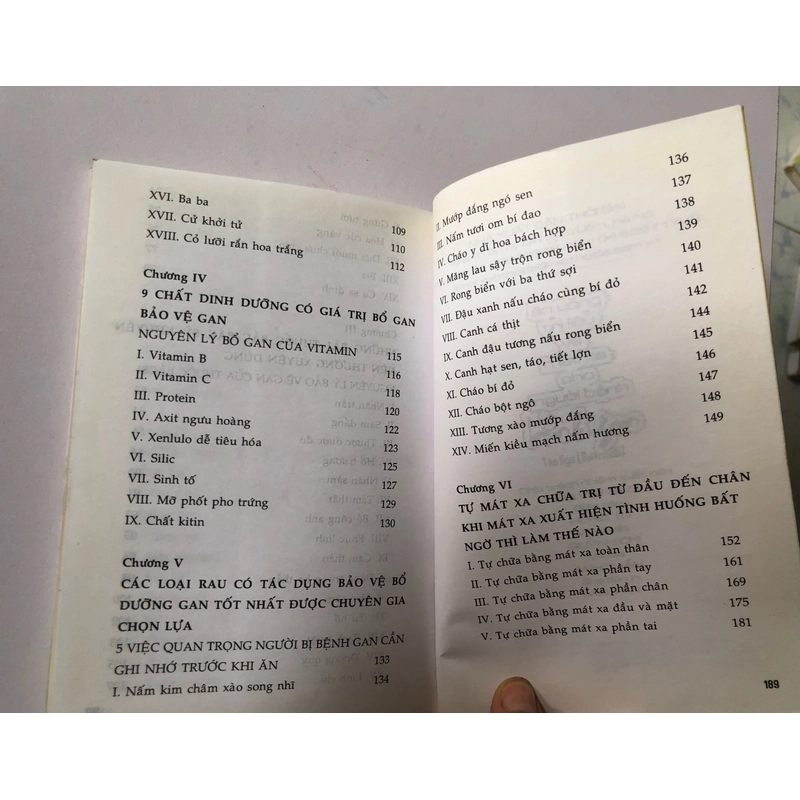 XVI. Ba ba 109
XVII. Cử khởi tử 110
XVIII. Cỏ lưỡi rắn hoa trắng 112
Chương IV
9 CHẤT DINH DƯỠNG CÓ GIÁ TRỊ BỔ GAN
BẢO VỆ GAN
NGUYÊN LÝ BỔ GAN CỦA VITAMIN 115
I. Vitamin B 116
II. Vitamin C 118
III. Protein 120
IV. Axit ngưu hoàng 122
V. Xenlulo dễ tiêu hóa 123
VI. Silic 125
VII. Sinh tố 127
VIII. Mỡ phốt pho trứng 129
IX. Chất kitin 130
Chương V
CÁC LOẠI RAU CÓ TÁC DỤNG BẢO VỆ BỔ
DƯỠNG GAN TỐT NHẤT ĐƯỢC CHUYÊN GIA
CHỌN LỰA
5 VIỆC QUAN TRỌNG NGƯỜI BỊ BỆNH GAN CẦN
GHI NHỚ TRƯỚC KHI ĂN 133
I. Nấm kim châm xào song nhĩ 134
II. Mướp đắng ngó sen 136
III. Nấm tươi om bí đao 137
IV. Cháo ý dĩ hoa bách hợp 138
V. Măng lau sậy trộn rong biển 139
VI. Rong biển với ba thứ sợi 140
VII. Đậu xanh nấu cháo cùng bí đỏ 141
VIII. Canh cá thịt 142
IX. Canh đậu tương nấu rong biển 144
X. Canh hạt sen, táo, tiết lợn 145
XI. Cháo bí đỏ 146
XII. Cháo bột ngô 147
XIII. Tương xào mướp đắng 148
XIV. Miến kiều mạch nấm hương 149
Chương VI
TỰ MÁT XA CHỮA TRỊ TỪ ĐẦU ĐẾN CHÂN
KHI MÁT XA XUẤT HIỆN TÌNH HUỐNG BẤT
NGỜ THÌ LÀM THẾ NÀO
I. Tự chữa bằng mát xa toàn thân 152
II. Tự chữa bằng mát xa phần tay 161
III. Tự chữa bằng mát xa phần chân 169
IV. Tự chữa bằng mát xa đầu và mặt 175
V. Tự chữa bằng mát xa phần tai 181
189